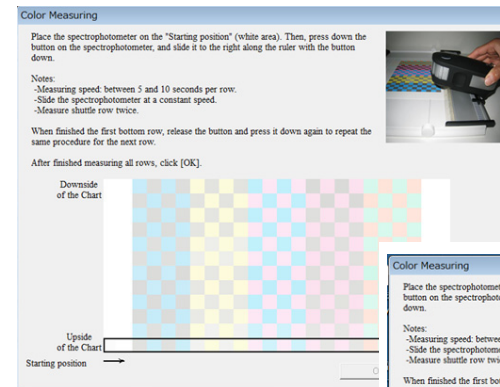 Color Measuring
Place the spectrophotometer on the "Starting position" (white area). Then, press down the
button on the spectrophotometer, and slide it to the right along the ruler with the button
down.
Notes:
-Measuring speed: between 5 and 10 seconds per row.
-Slide the spectrophotometer at a constant speed.
-Measure shuttle row twice.
When finished the first bottom row, release the button and press it down again to repeat the
same procedure for the next row.
After finished measuring all rows, click [OK].
Downside
of the Chart
Upside
of the Chart
Starting position
Color Measuring
Place the spectrophotomet
button on the spectrophoto
down.
Notes:
-Measuring speed: betwee
-Slide the spectrophotome
-Measure shuttle row twic
When finished the first bot